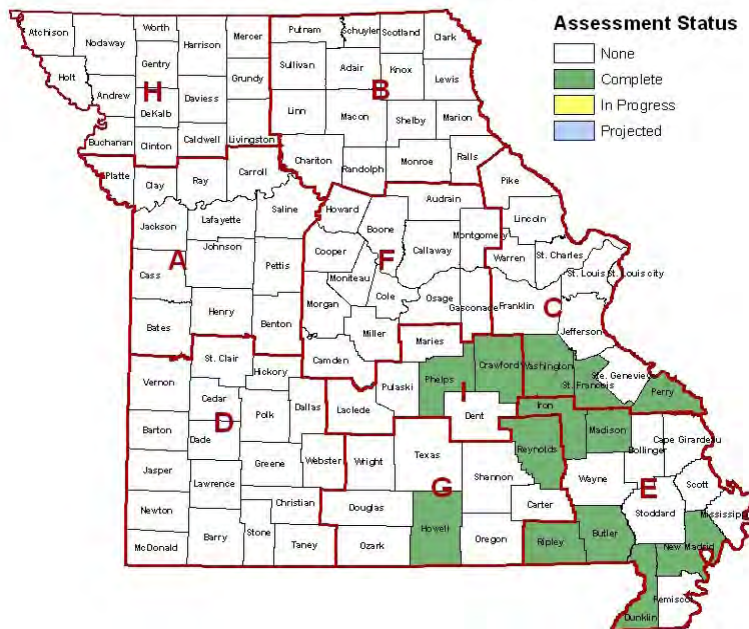 Assessment Status
None
Complete
In Progress
Projected
Atchison
Nodaway
Worth
Harrison
Mercer
Putnam
Schuyler
Scotland
Clark
Holt
Gentry
Grundy
Sullivan
Adair
Knox
Lewis
Andrew
H
B
DeKalb
Daviess
Linn
Macon
Shelby
Marion
Buchanan
Clinton
Caldwell
Livingston
Chariton
Randolph
Monroe
Ralls
Platte
Clay
Ray
Carroll
Saline
Howard
Audrain
Pike
Jackson
Lafayette
Boone
Lincoln
Johnson
Cooper
Callaway
Montgomery
Warren
St. Charles
A
F
Cass
Pettis
Moniteau
St. Louis
St. Louis city
Henry
Morgan
Cole
Osage
Gasconade
Franklin
C
Bates
Benton
Miller
Jefferson
St. Clair
Camden
Maries
Vernon
Hickory
Pulaski
Phelps
Crawford
Washington
Ste. Genevieve
St. Francois
Perry
Cedar
D
Polk
Dallas
Laclede
I
Dent
Iron
Madison
Barton
Dade
Bollinger
Cape Girardeau
Jasper
Greene
Webster
Wright
Texas
Reynolds
Lawrence
Shannon
Wayne
E
Scott
G
Newton
Christian
Douglas
Carter
Stoddard
Mississippi
McDonald
Barry
Stone
Taney
Ozark
Howell
Oregon
Ripley
Butler
New Madrid
Pemiscot
Dunklin